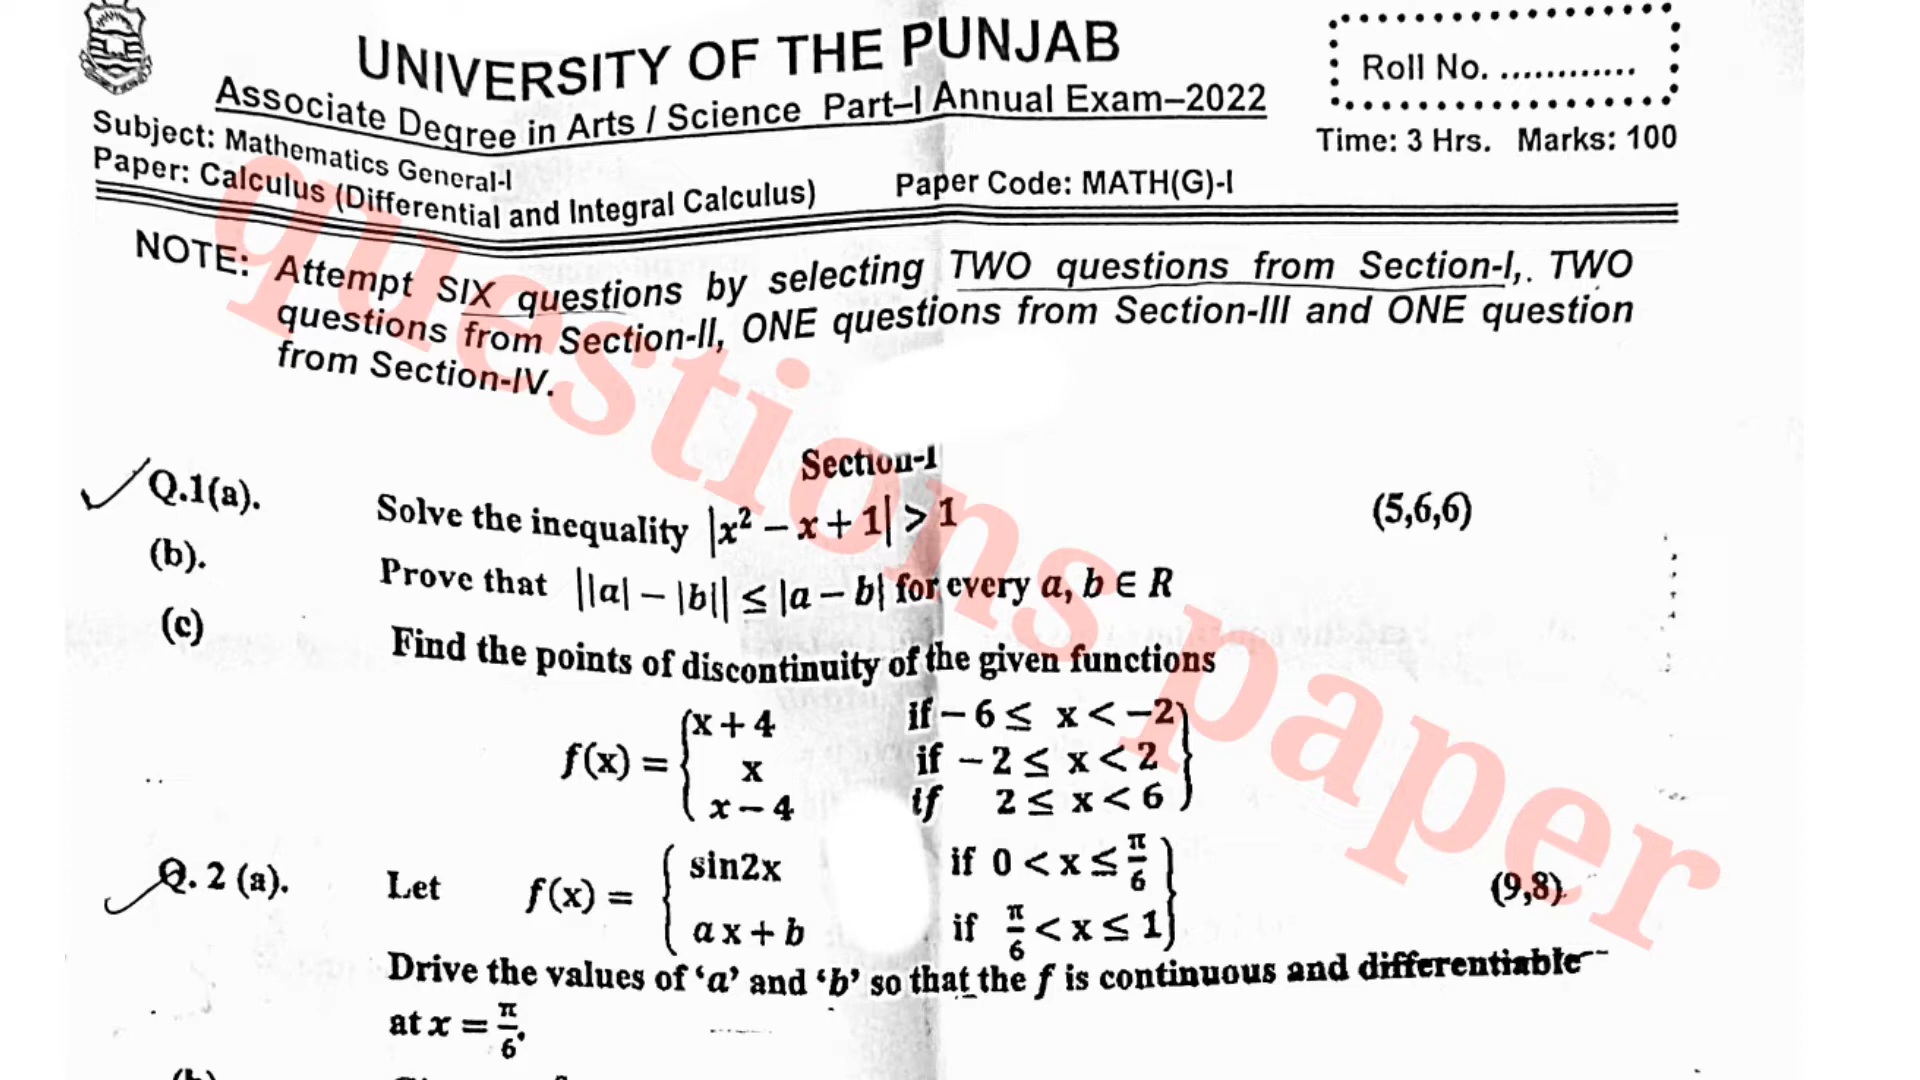 UNIVERSITY OF THE PUNJAB
Associate Degree in Arts / Science Part–I Annual Exam–2022
Roll No. .............
Subject: Mathematics General-I
Time: 3 Hrs. Marks: 100
Paper: Calculus (Differential and Integral Calculus)
Paper Code: MATH(G)-I
NOTE: Attempt SIX questions by selecting TWO questions from Section-I,. TWO
questions from Section-II, ONE questions from Section-III and ONE question
from Section-IV.
Section-I
Q.1(a). Solve the inequality |x² − x + 1| > 1 (5,6,6)
(b). Prove that ||a| − |b|| ≤ |a − b| for every a, b ∈ R
(c) Find the points of discontinuity of the given functions
f(x) = { x + 4 if − 6 ≤ x < −2
x if − 2 ≤ x < 2
x − 4 if 2 ≤ x < 6 }
Q. 2 (a). Let f(x) = { sin2x if 0 < x ≤ π/6 (9,8)
a x + b if π/6 < x ≤ 1 }
Drive the values of ‘a’ and ‘b’ so that the f is continuous and differentiable
at x = π/6.
questions paper